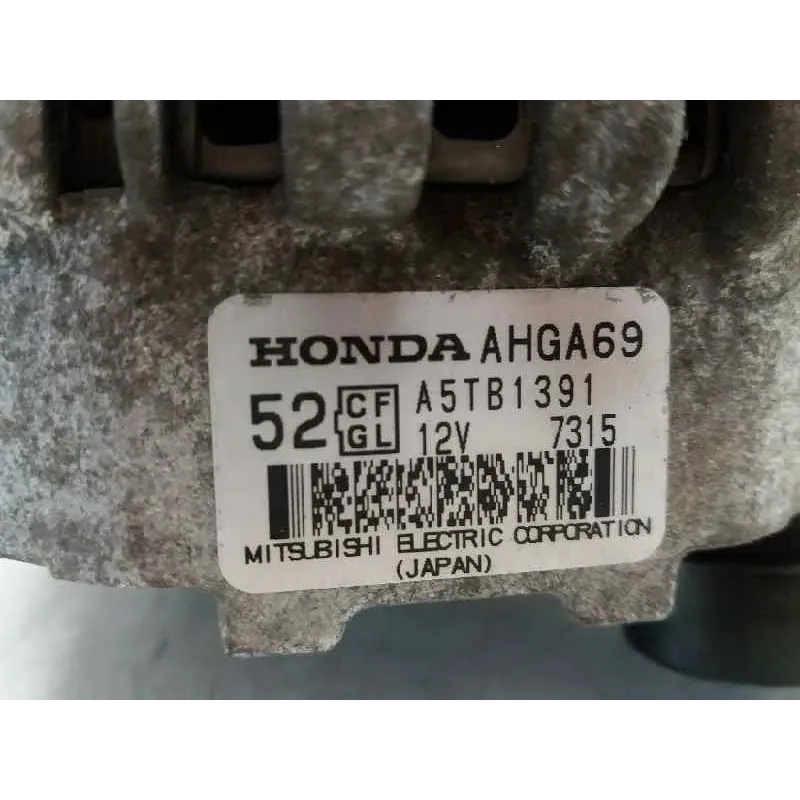 HONDA AHGA69
52 CF GL A5TB1391
12V 7315
MITSUBISHI ELECTRIC CORPORATION
(JAPAN)